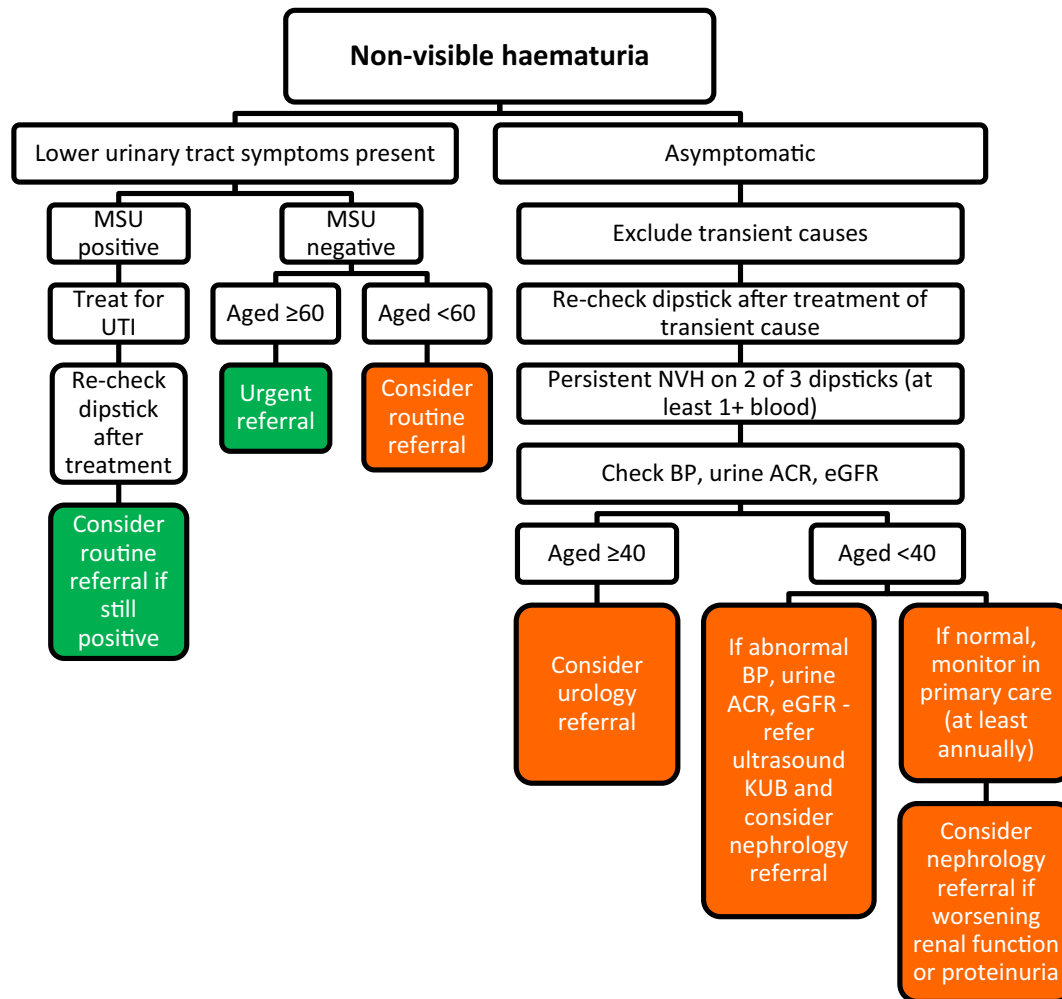 Non-visible haematuria
Lower urinary tract symptoms present
Asymptomatic
MSU
positive
MSU
negative
Exclude transient causes
Treat for
UTI
Aged ≥60
Aged <60
Re-check dipstick after treatment of
transient cause
Re-check
dipstick
after
treatment
Urgent
referral
Consider
routine
referral
Persistent NVH on 2 of 3 dipsticks (at
least 1+ blood)
Check BP, urine ACR, eGFR
Consider
routine
referral if
still
positive
Aged ≥40
Aged <40
Consider
urology
referral
If abnormal
BP, urine
ACR, eGFR -
refer
ultrasound
KUB and
consider
nephrology
referral
If normal,
monitor in
primary care
(at least
annually)
Consider
nephrology
referral if
worsening
renal function
or proteinuria